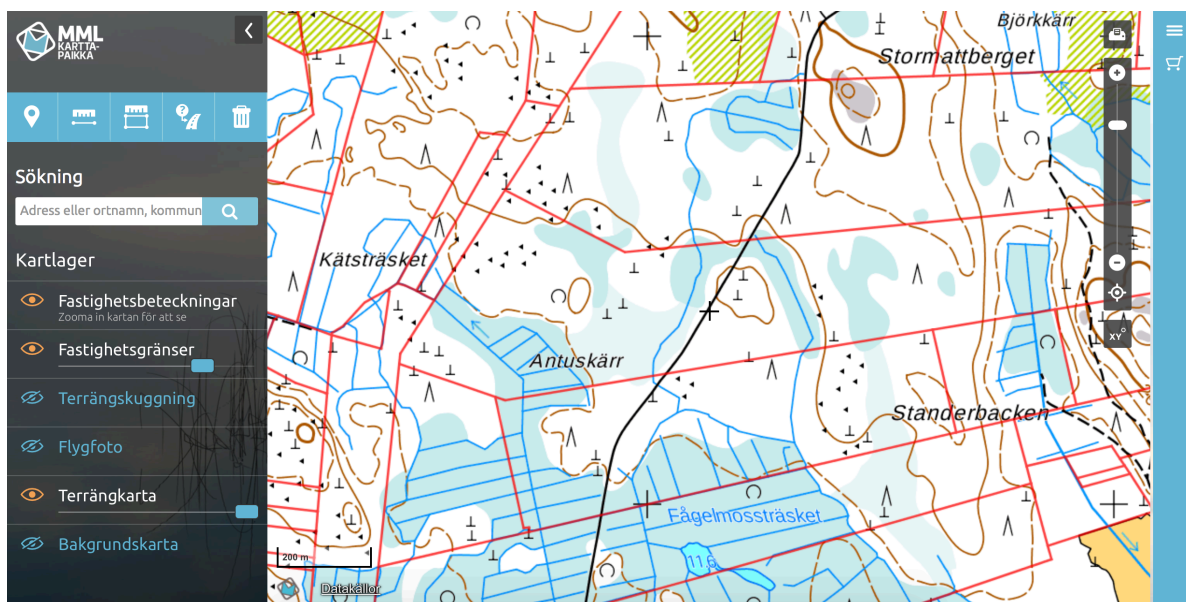 MML
KARTTA-
PAIKKA
Sökning
Adress eller ortnamn, kommun
Kartlager
Fastighetsbeteckningar
Zooma in kartan för att se
Fastighetsgränser
Terrängskuggning
Flygfoto
Terrängkarta
Bakgrundskarta
Björkkärr
Stormattberget
Kätsträsket
Antuskärr
Standerbacken
Fågelmossträsket
11,6
200 m
Datakällor
XY°